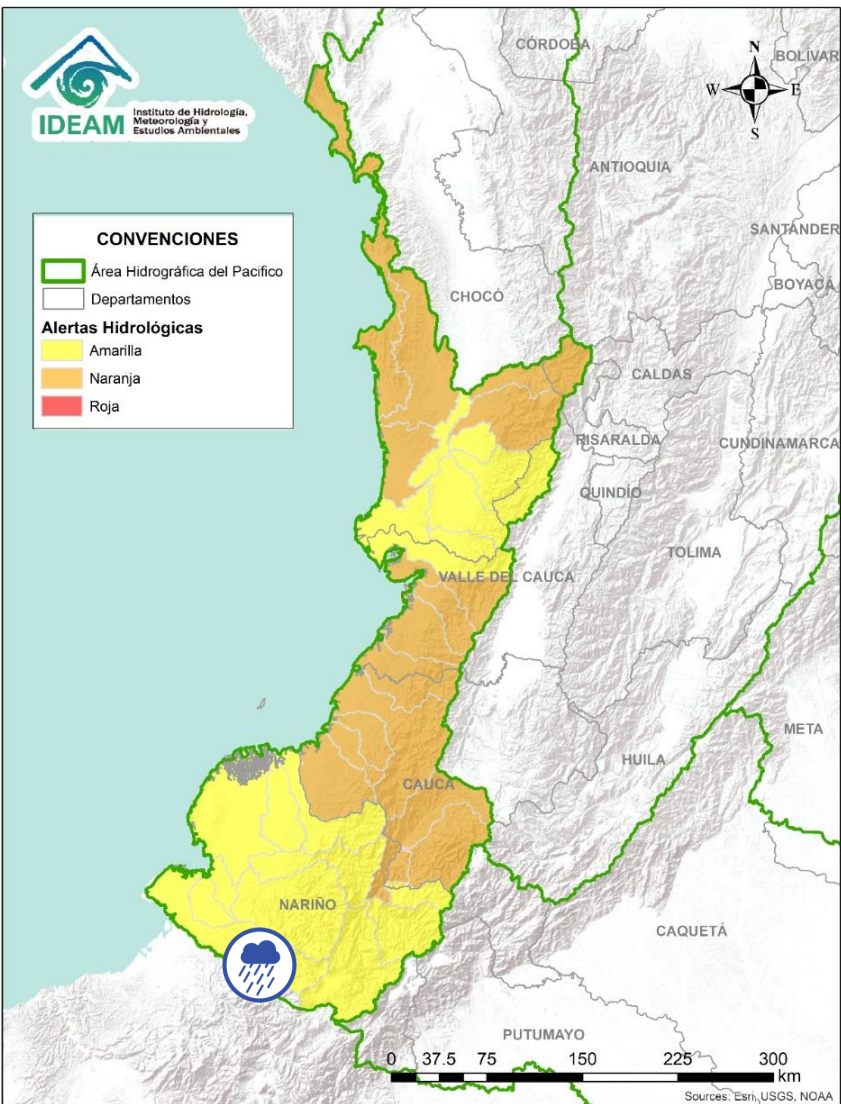 IDEAM
Instituto de Hidrología,
Meteorología y
Estudios Ambientales
CÓRDOBA
BOLÍVAR
N
W
E
S
ANTIOQUIA
SANTANDER
BOYACÁ
CONVENCIONES
Área Hidrográfica del Pacifico
Departamentos
Alertas Hidrológicas
Amarilla
Naranja
Roja
CHOCÓ
CALDAS
RISARALDA
CUNDINAMARCA
QUINDÍO
TOLIMA
VALLE DEL CAUCA
META
HUILA
CAUCA
NARIÑO
CAQUETÁ
PUTUMAYO
0 37.5 75 150 225 300
km
Sources: Esri, USGS, NOAA